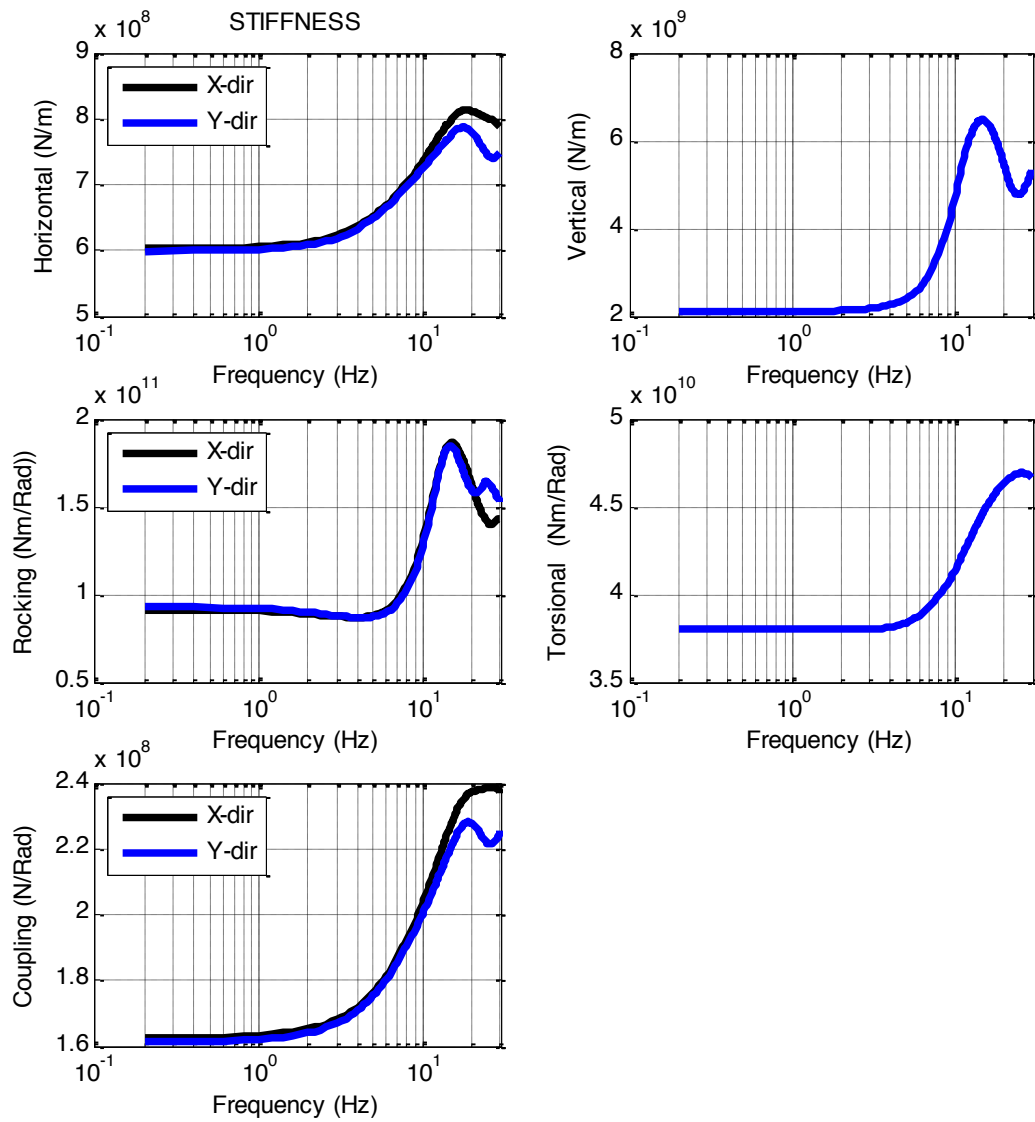 STIFFNESS
x 10^8
9
8
7
6
5
10^-1
10^0
10^1
Horizontal (N/m)
Frequency (Hz)
X-dir
Y-dir
x 10^9
8
6
4
2
10^-1
10^0
10^1
Vertical (N/m)
Frequency (Hz)
x 10^11
2
1.5
1
0.5
10^-1
10^0
10^1
Rocking (Nm/Rad))
Frequency (Hz)
X-dir
Y-dir
x 10^10
5
4.5
4
3.5
10^-1
10^0
10^1
Torsional (Nm/Rad)
Frequency (Hz)
x 10^8
2.4
2.2
2
1.8
1.6
10^-1
10^0
10^1
Coupling (N/Rad)
Frequency (Hz)
X-dir
Y-dir